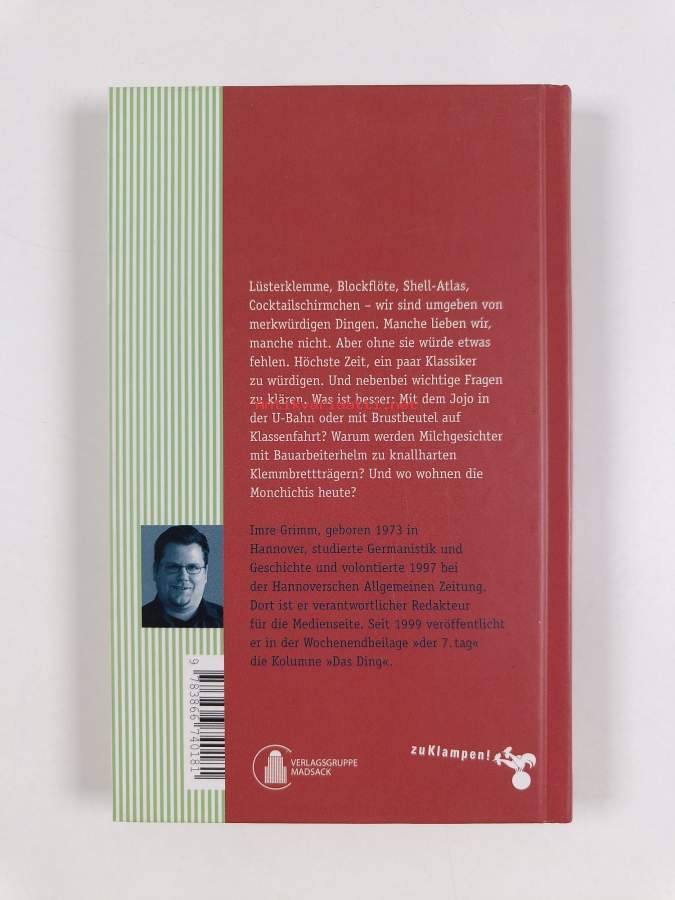 Lüsterklemme, Blockflöte, Shell-Atlas,
Cocktailschirmchen – wir sind umgeben von
merkwürdigen Dingen. Manche lieben wir,
manche nicht. Aber ohne sie würde etwas
fehlen. Höchste Zeit, ein paar Klassiker
zu würdigen. Und nebenbei wichtige Fragen
zu klären. Was ist besser: Mit dem Jojo in
Antikvariaatti.net
der U-Bahn oder mit Brustbeutel auf
Klassenfahrt? Warum werden Milchgesichter
mit Bauarbeiterhelm zu knallharten
Klemmbrettträgern? Und wo wohnen die
Monchichis heute?
Imre Grimm, geboren 1973 in
Hannover, studierte Germanistik und
Geschichte und volontierte 1997 bei
der Hannoverschen Allgemeinen Zeitung.
Dort ist er verantwortlicher Redakteur
für die Medienseite. Seit 1999 veröffentlicht
er in der Wochenendbeilage »der 7. tag«
die Kolumne »Das Ding«.
9 783866 740181
VERLAGSGRUPPE
MADSACK
zuKlampen!